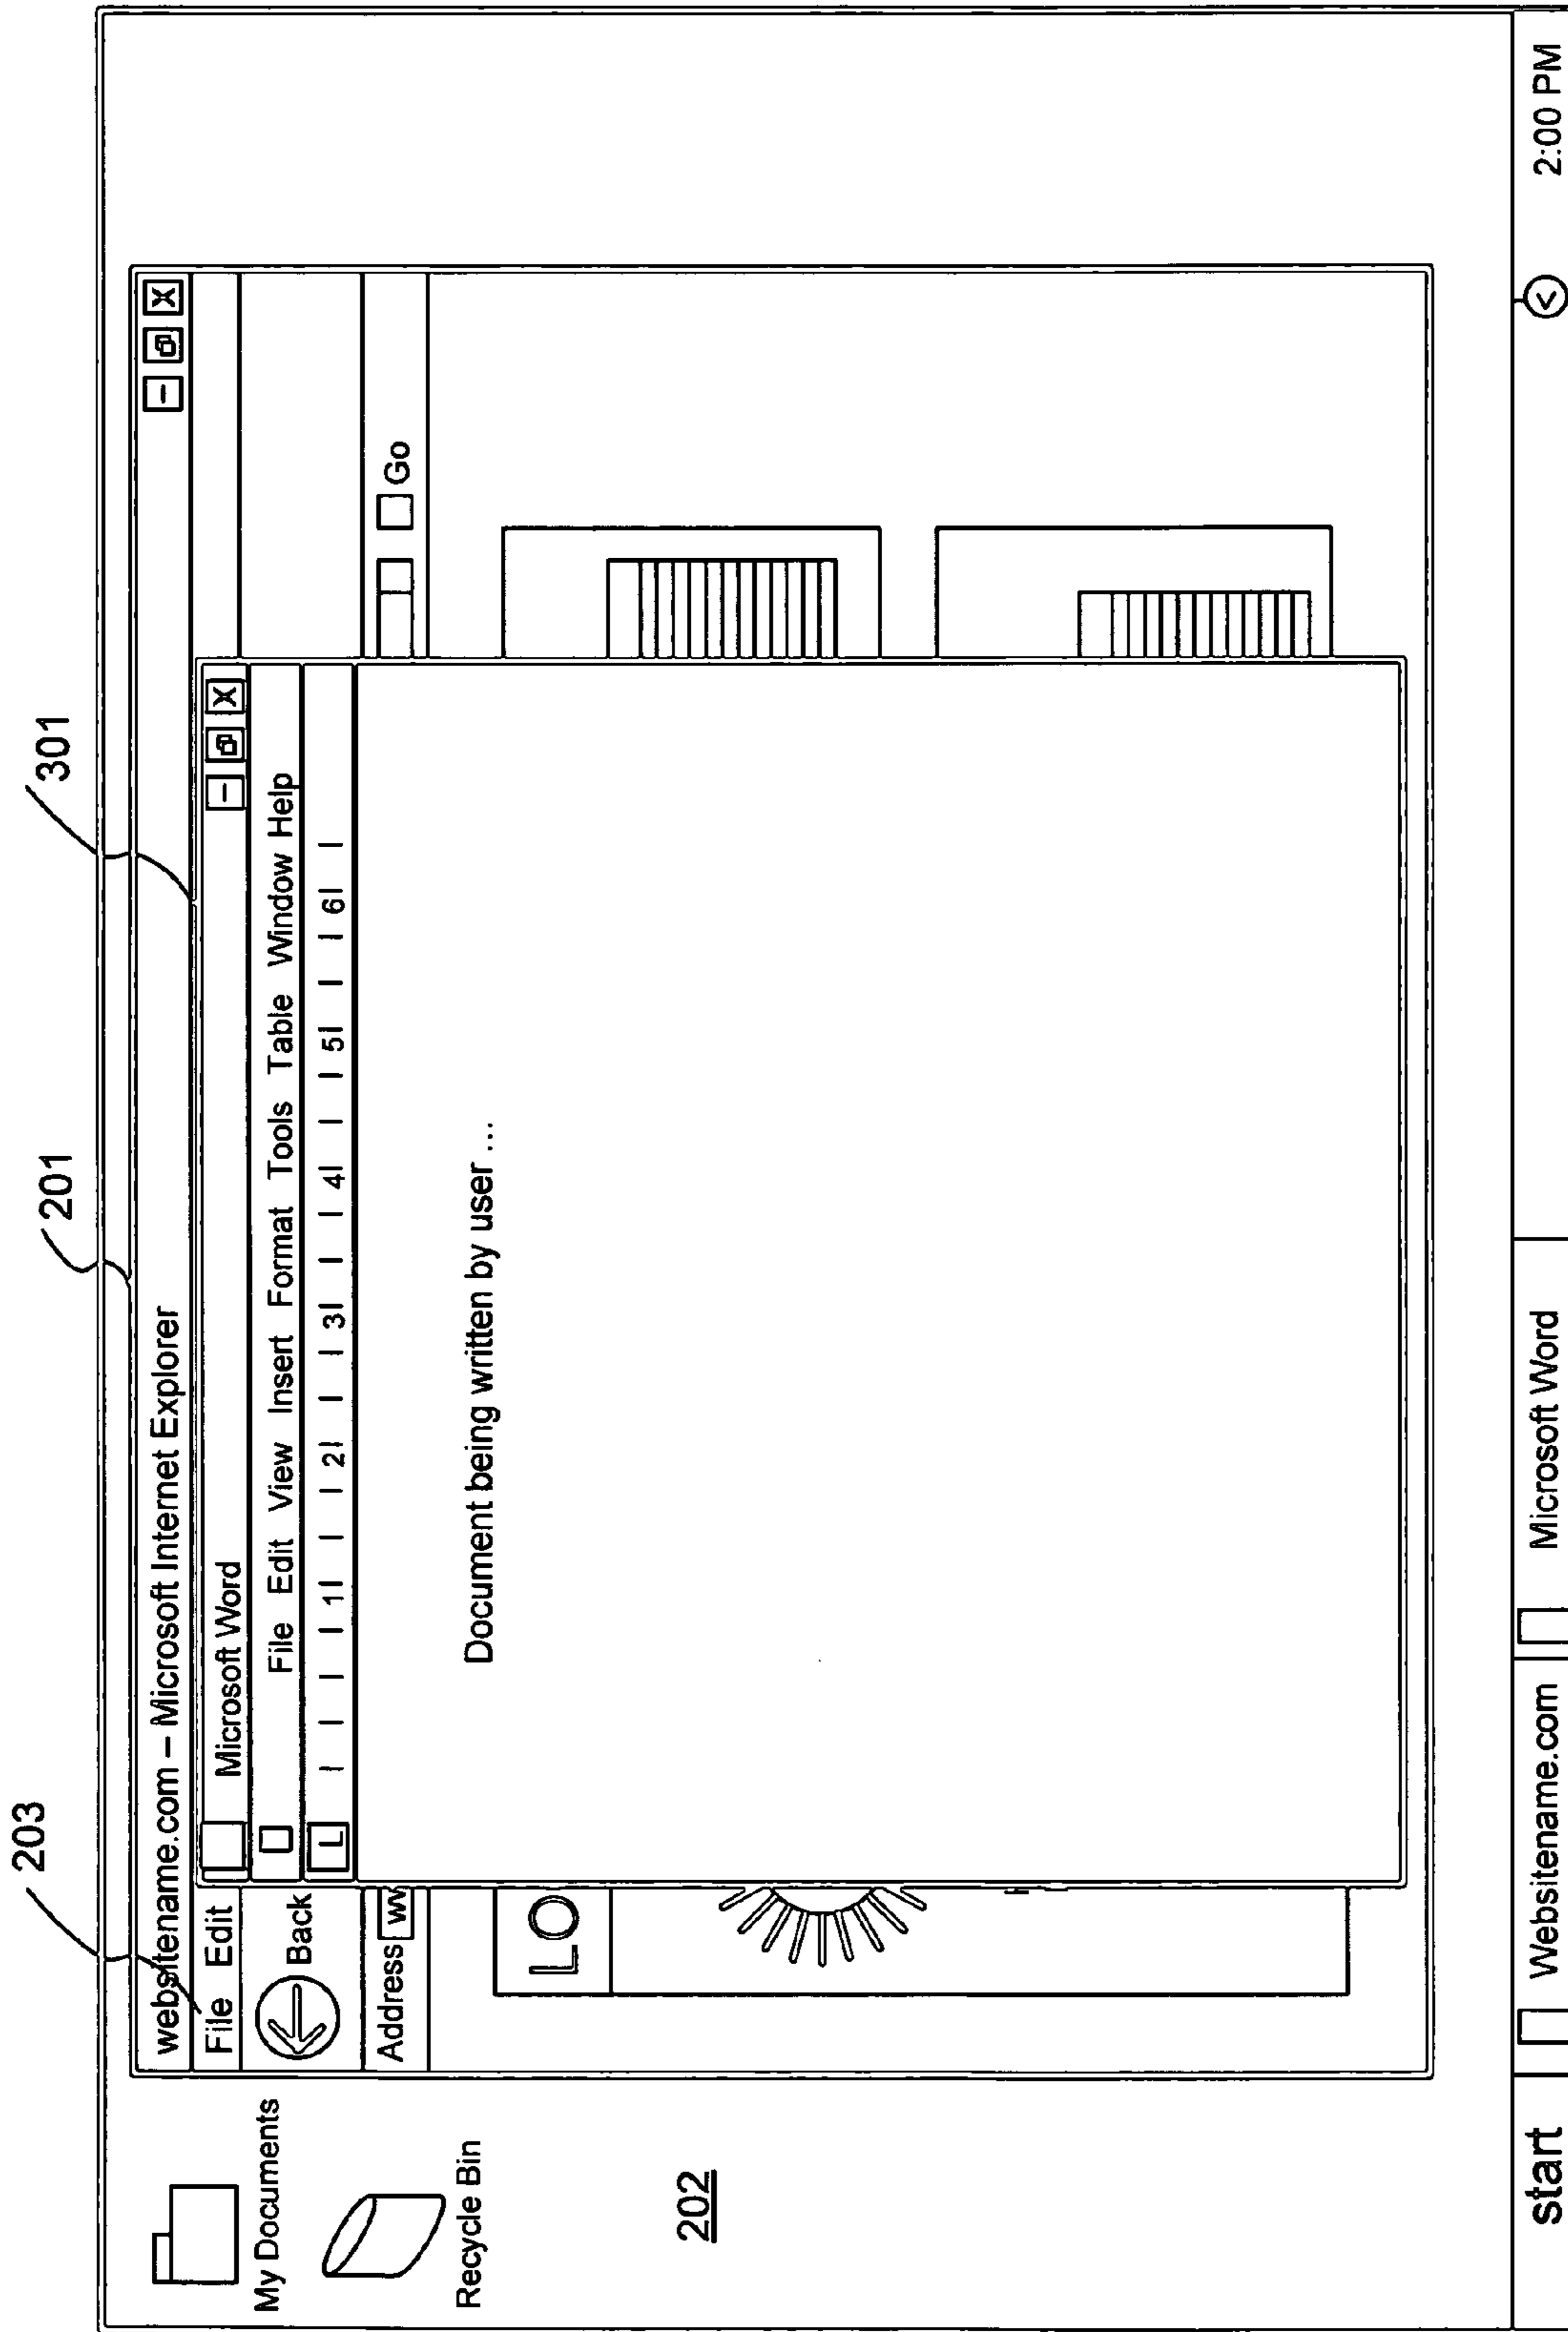 203
201
301
websitename.com – Microsoft Internet Explorer
File Edit
Back
Address w
Go
Microsoft Word
File Edit View Insert Format Tools Table Window Help
L 1 2 3 4 5 6
Document being written by user ...
LO
My Documents
Recycle Bin
202
start Websitename.com Microsoft Word 2:00 PM